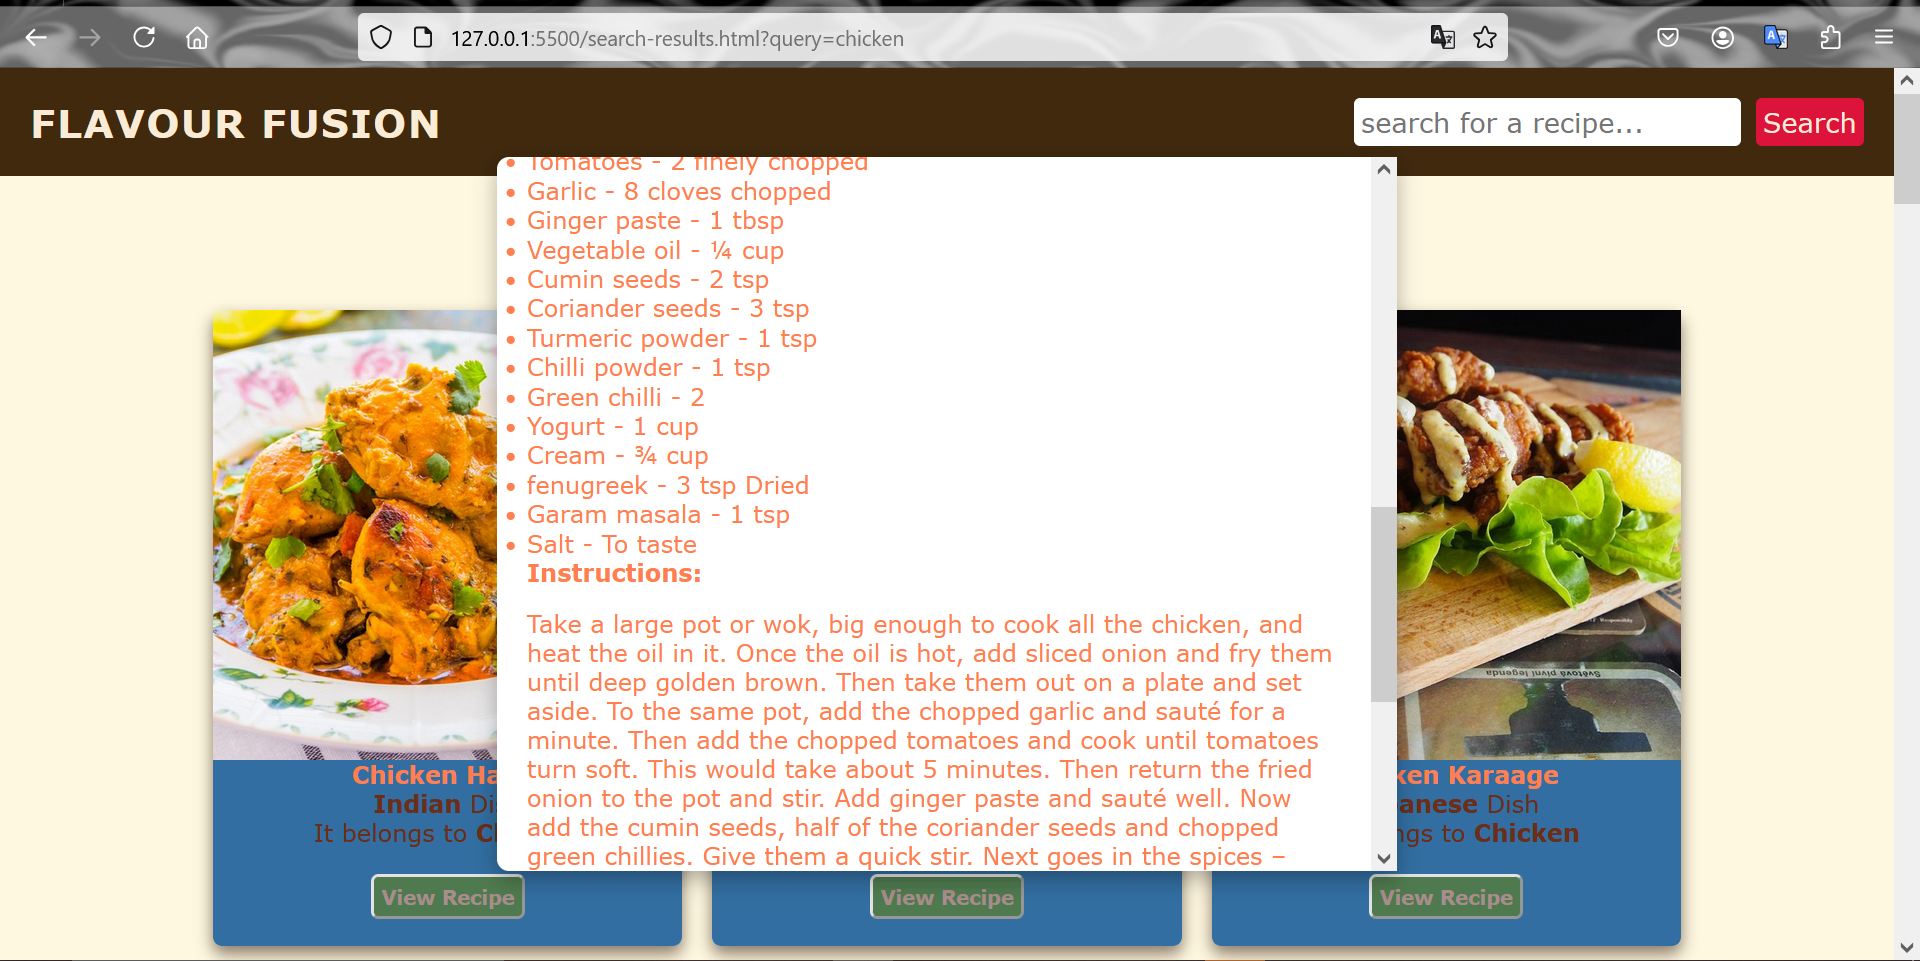 127.0.0.1:5500/search-results.html?query=chicken
FLAVOUR FUSION
search for a recipe...
Search
Tomatoes - 2 finely chopped
Garlic - 8 cloves chopped
Ginger paste - 1 tbsp
Vegetable oil - ¼ cup
Cumin seeds - 2 tsp
Coriander seeds - 3 tsp
Turmeric powder - 1 tsp
Chilli powder - 1 tsp
Green chilli - 2
Yogurt - 1 cup
Cream - ¾ cup
fenugreek - 3 tsp Dried
Garam masala - 1 tsp
Salt - To taste
Instructions:
Take a large pot or wok, big enough to cook all the chicken, and
heat the oil in it. Once the oil is hot, add sliced onion and fry them
until deep golden brown. Then take them out on a plate and set
aside. To the same pot, add the chopped garlic and sauté for a
minute. Then add the chopped tomatoes and cook until tomatoes
turn soft. This would take about 5 minutes. Then return the fried
onion to the pot and stir. Add ginger paste and sauté well. Now
add the cumin seeds, half of the coriander seeds and chopped
green chillies. Give them a quick stir. Next goes in the spices –
Chicken Ha
Indian Di
It belongs to C
View Recipe
View Recipe
ken Karaage
anese Dish
ngs to Chicken
View Recipe
Světová pivní legenda